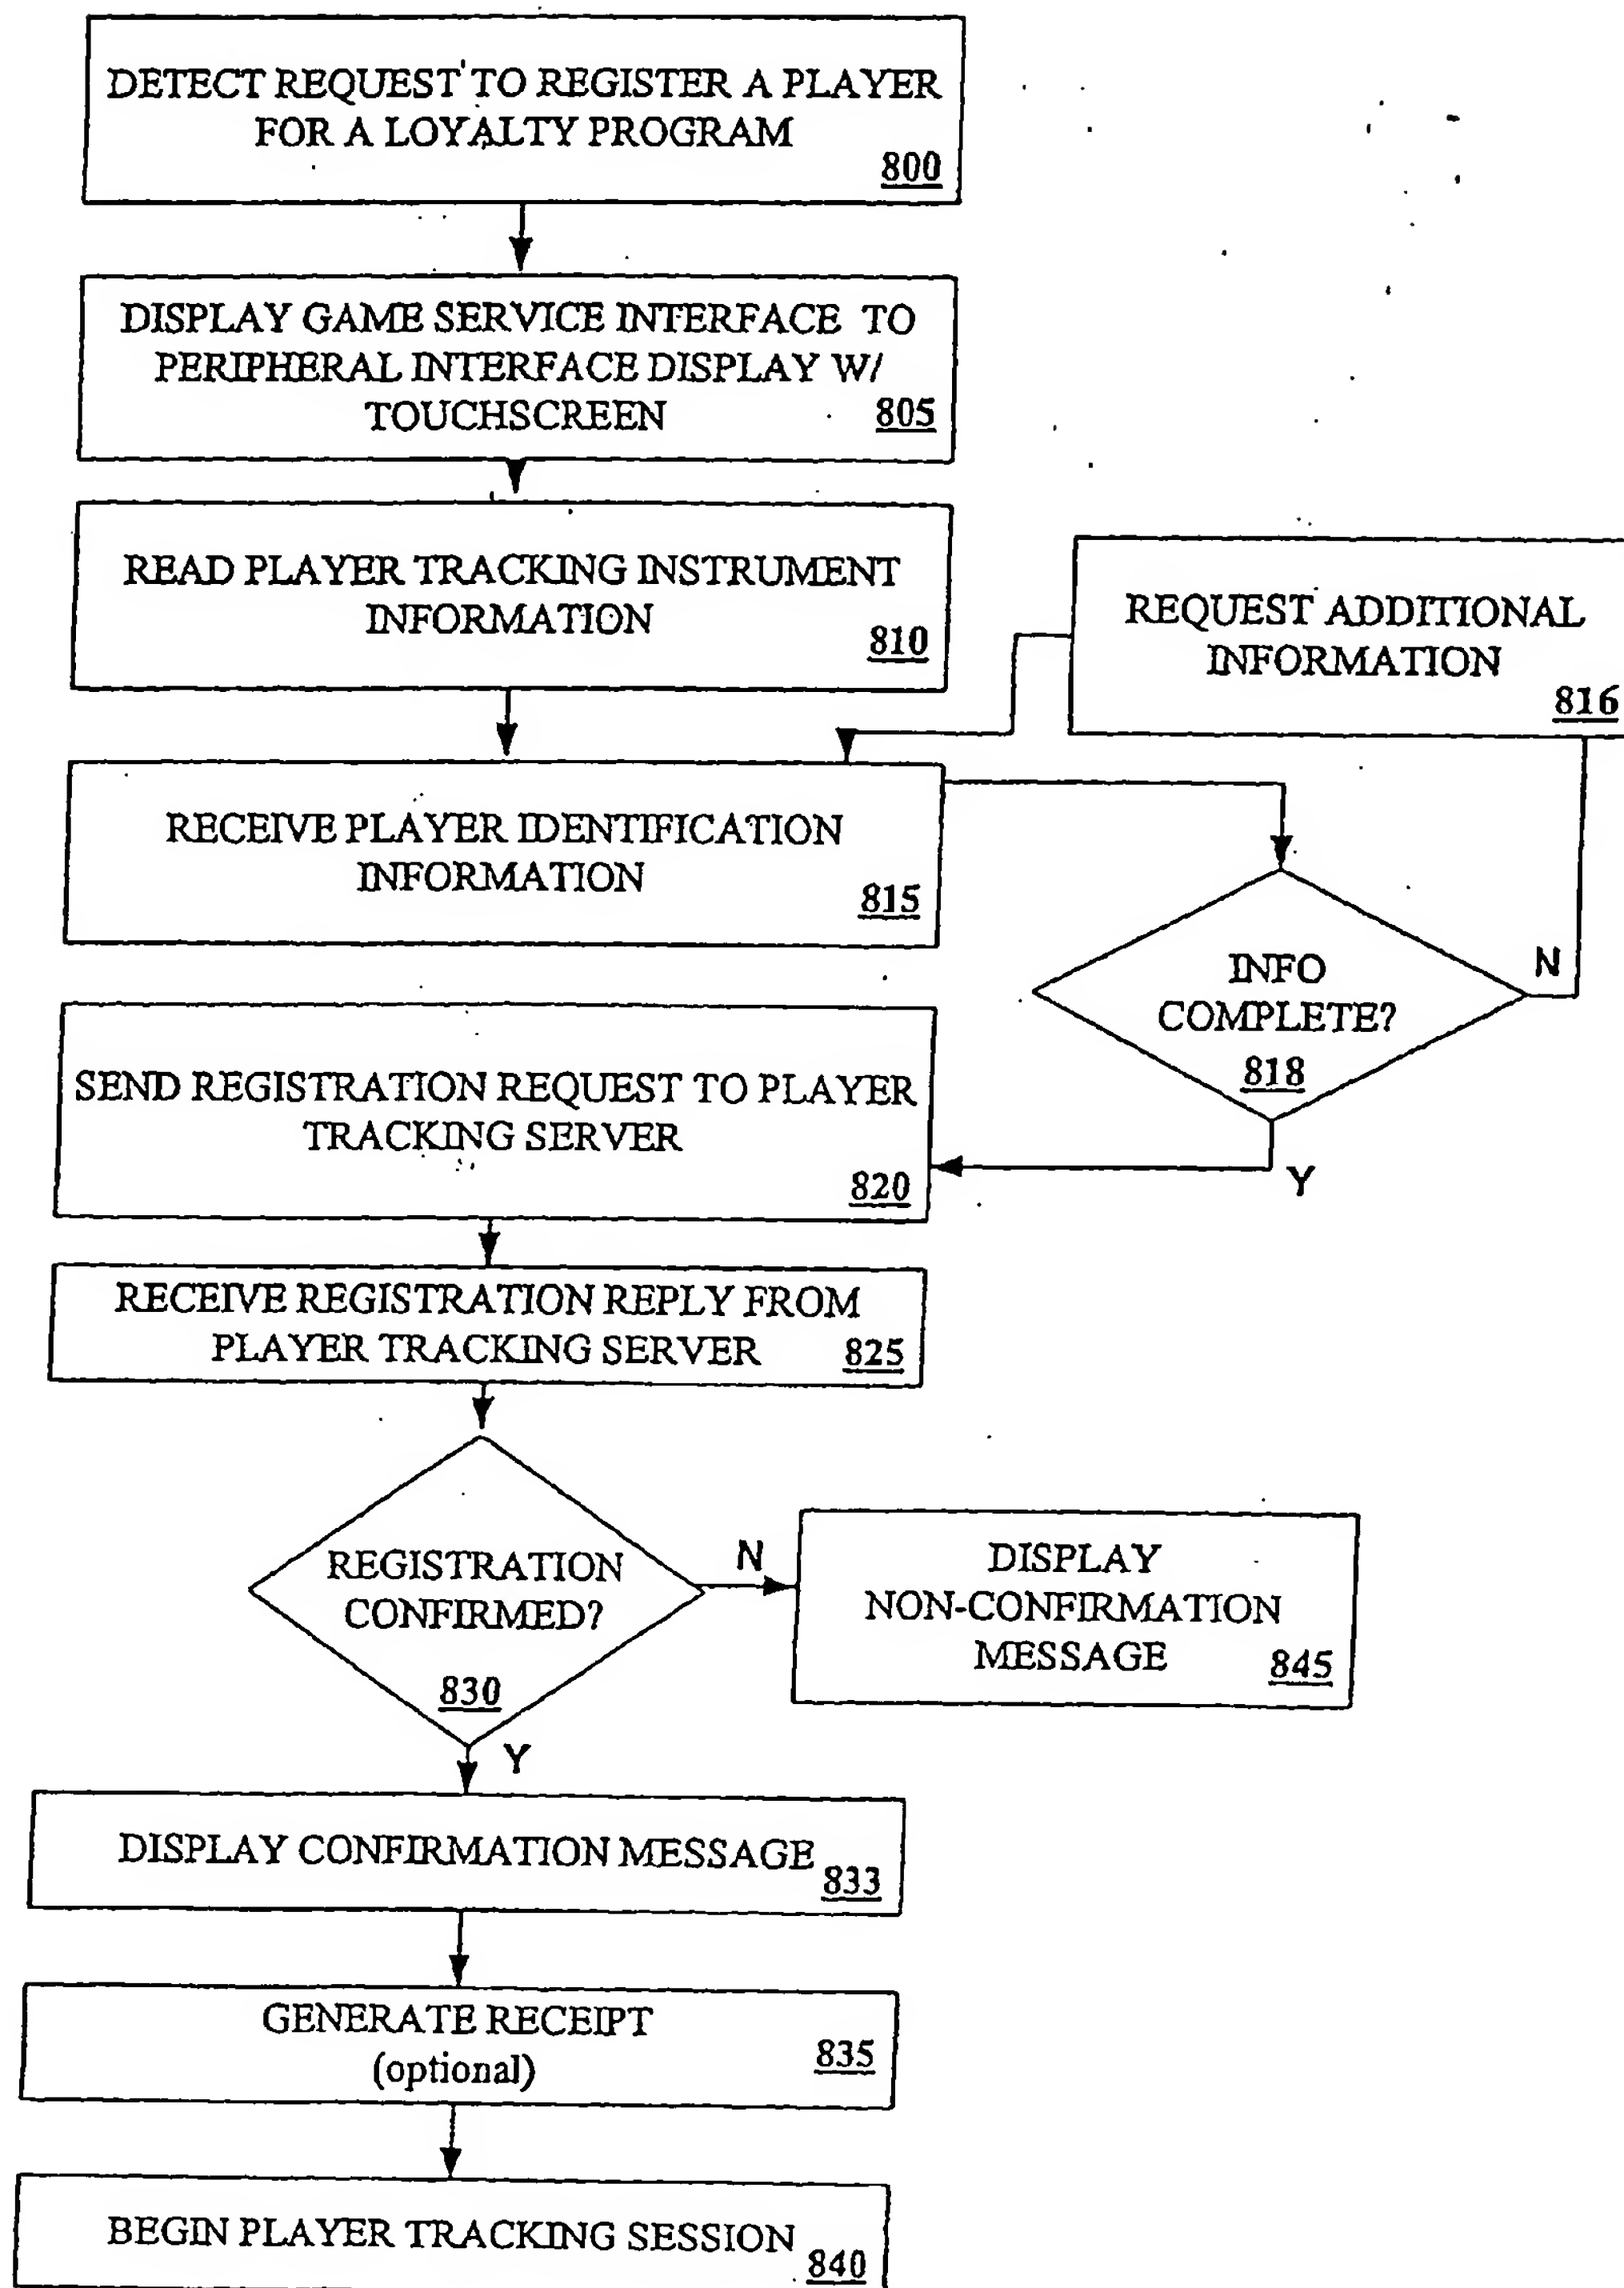 DETECT REQUEST TO REGISTER A PLAYER
FOR A LOYALTY PROGRAM
800
DISPLAY GAME SERVICE INTERFACE TO
PERIPHERAL INTERFACE DISPLAY W/
TOUCHSCREEN
805
READ PLAYER TRACKING INSTRUMENT
INFORMATION
810
REQUEST ADDITIONAL
INFORMATION
816
RECEIVE PLAYER IDENTIFICATION
INFORMATION
815
INFO
COMPLETE?
818
N
Y
SEND REGISTRATION REQUEST TO PLAYER
TRACKING SERVER
820
RECEIVE REGISTRATION REPLY FROM
PLAYER TRACKING SERVER
825
REGISTRATION
CONFIRMED?
830
N
Y
DISPLAY
NON-CONFIRMATION
MESSAGE
845
DISPLAY CONFIRMATION MESSAGE
833
GENERATE RECEIPT
(optional)
835
BEGIN PLAYER TRACKING SESSION
840